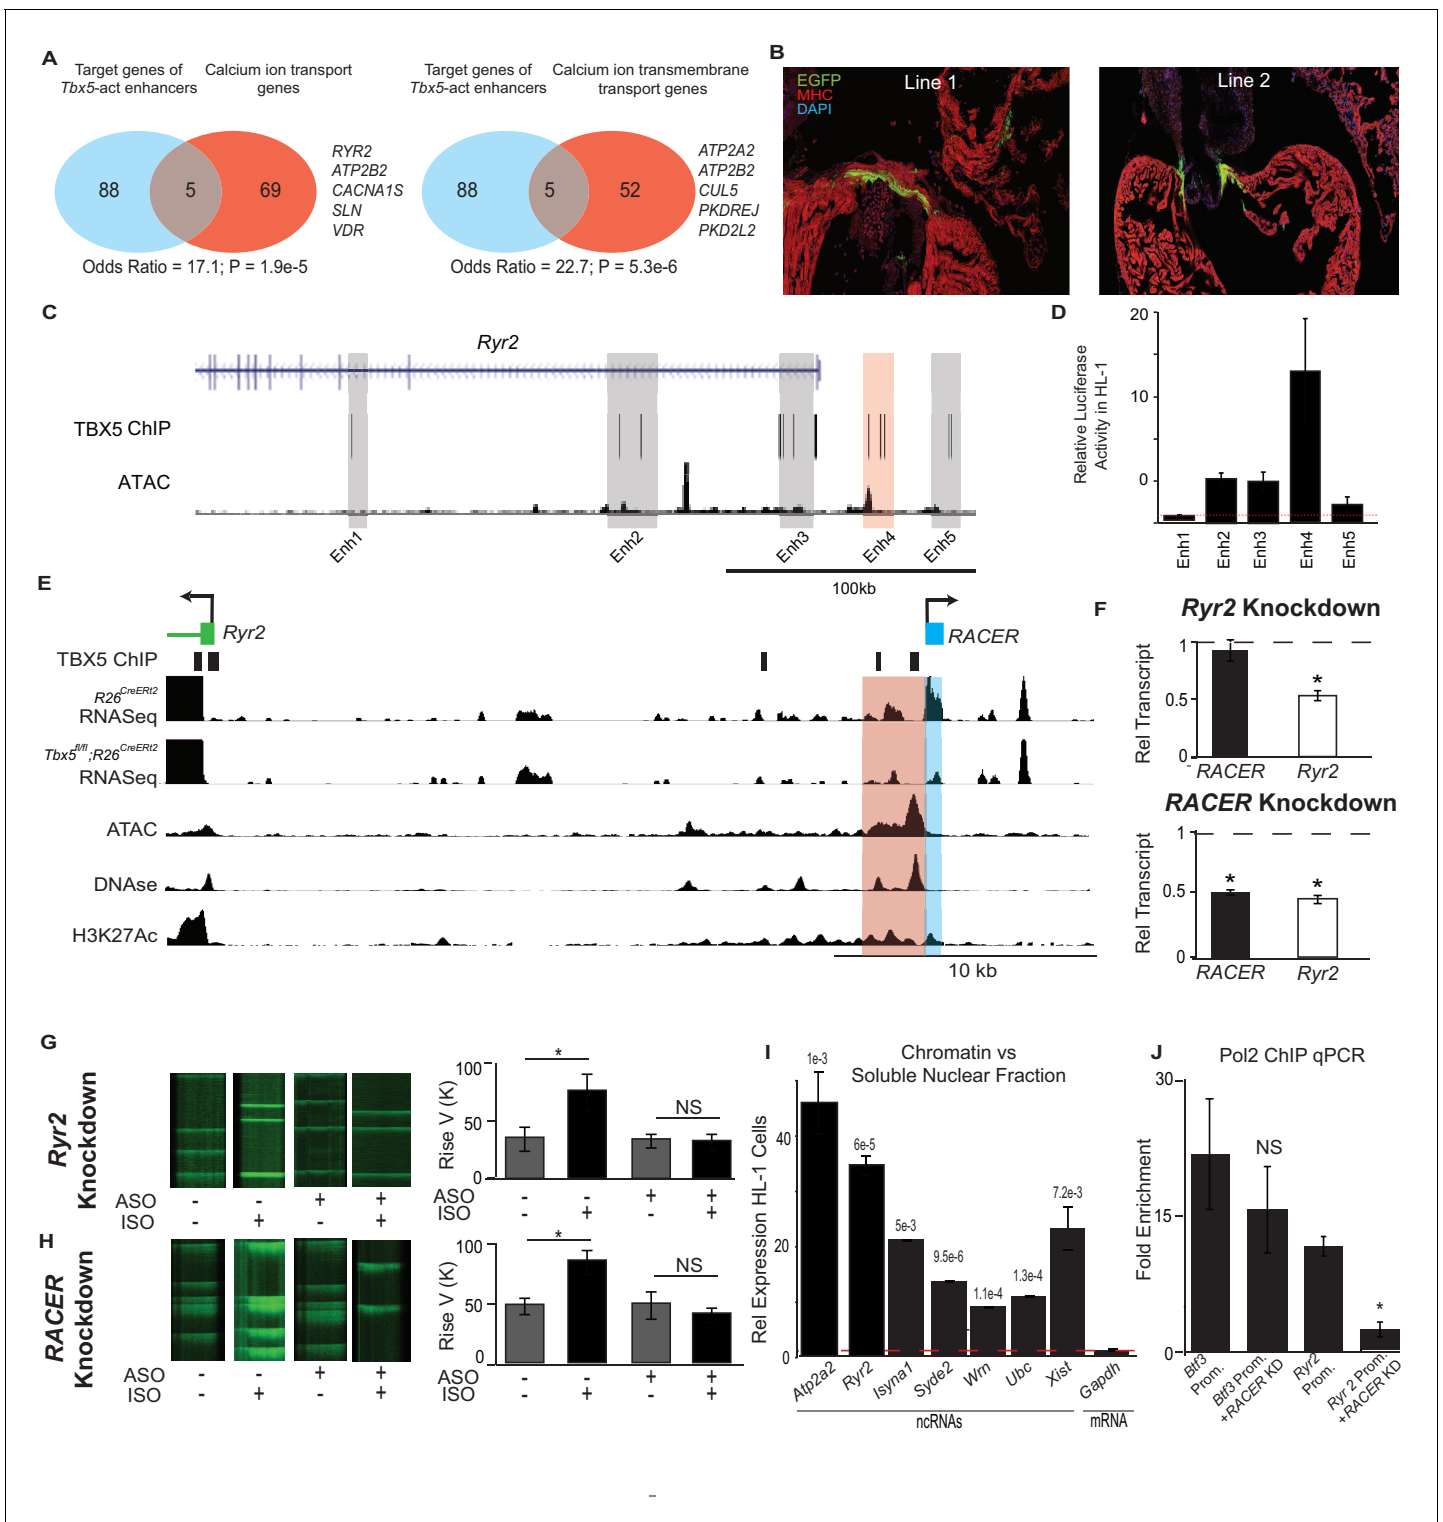 A
Target genes of
Tbx5-act enhancers
Calcium ion transport
genes
88
5
69
RYR2
ATP2B2
CACNA1S
SLN
VDR
Odds Ratio = 17.1; P = 1.9e-5
Target genes of
Tbx5-act enhancers
Calcium ion transmembrane
transport genes
88
5
52
ATP2A2
ATP2B2
CUL5
PKDREJ
PKD2L2
Odds Ratio = 22.7; P = 5.3e-6
B
EGFP
MHC
DAPI
Line 1
Line 2
C
Ryr2
TBX5 ChIP
ATAC
Enh1
Enh2
Enh3
Enh4
Enh5
100kb
D
Relative Luciferase
Activity in HL-1
20
10
0
Enh1
Enh2
Enh3
Enh4
Enh5
E
Ryr2
RACER
TBX5 ChIP
R26CreERt2
RNASeq
Tbx5fl/fl;R26CreERt2
RNASeq
ATAC
DNAse
H3K27Ac
10 kb
F
Ryr2 Knockdown
Rel Transcript
1
0.5
0
*
RACER
Ryr2
RACER Knockdown
Rel Transcript
1
0.5
0
*
*
RACER
Ryr2
G
Ryr2
Knockdown
ASO - - + +
ISO - + - +
Rise V (K)
100
50
0
*
NS
ASO - - + +
ISO - + - +
H
RACER
Knockdown
ASO - - + +
ISO - + - +
Rise V (K)
100
50
0
*
NS
ASO - - + +
ISO - + - +
I
Chromatin vs
Soluble Nuclear Fraction
Rel Expression HL-1 Cells
40
20
0
1e-3
6e-5
5e-3
9.5e-6
1.1e-4
1.3e-4
7.2e-3
Atp2a2
Ryr2
Isyna1
Syde2
Wrn
Ubc
Xist
Gapdh
ncRNAs
mRNA
J
Pol2 ChIP qPCR
Fold Enrichment
30
15
0
NS
*
Btf3
Prom.
Btf3 Prom.
+RACER KD
Ryr2
Prom.
Ryr 2 Prom.
+RACER KD